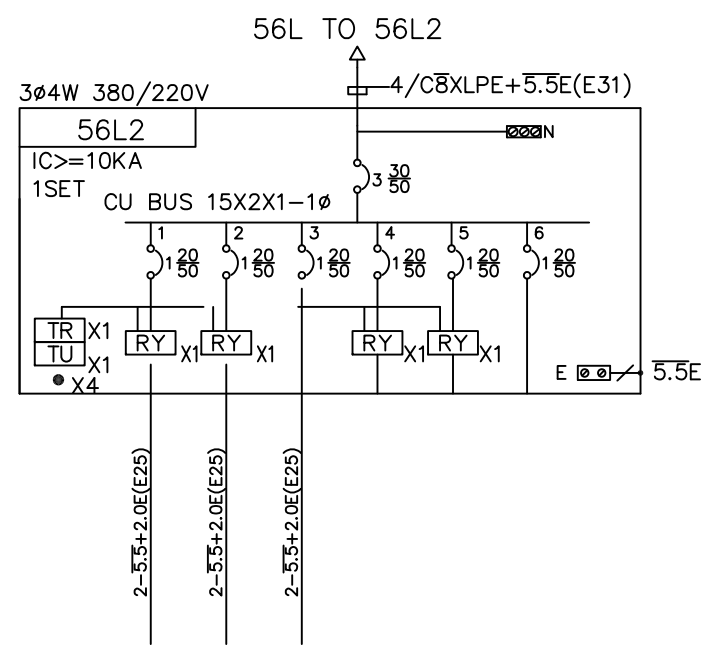 56L TO 56L2
4/C8XLPE+5.5E(E31)
3ø4W 380/220V
56L2
N
IC>=10KA
1SET
3 30/50
CU BUS 15X2X1-1ø
1 2 3 4 5 6
1 20/50 1 20/50 1 20/50 1 20/50 1 20/50 1 20/50
TR X1
TU X1
X4
RY X1 RY X1 RY X1 RY X1
E 5.5E
2-5.5+2.0E(E25)
2-5.5+2.0E(E25)
2-5.5+2.0E(E25)